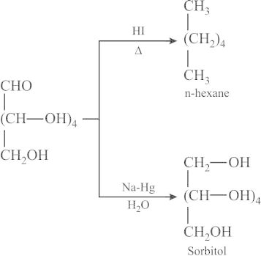 CH₃
|
HI
(CH₂)₄
Δ
|
CH₃
n-hexane
CHO
|
(CH—OH)₄
|
CH₂OH
CH₂—OH
|
Na-Hg
(CH—OH)₄
H₂O
|
CH₂OH
Sorbitol